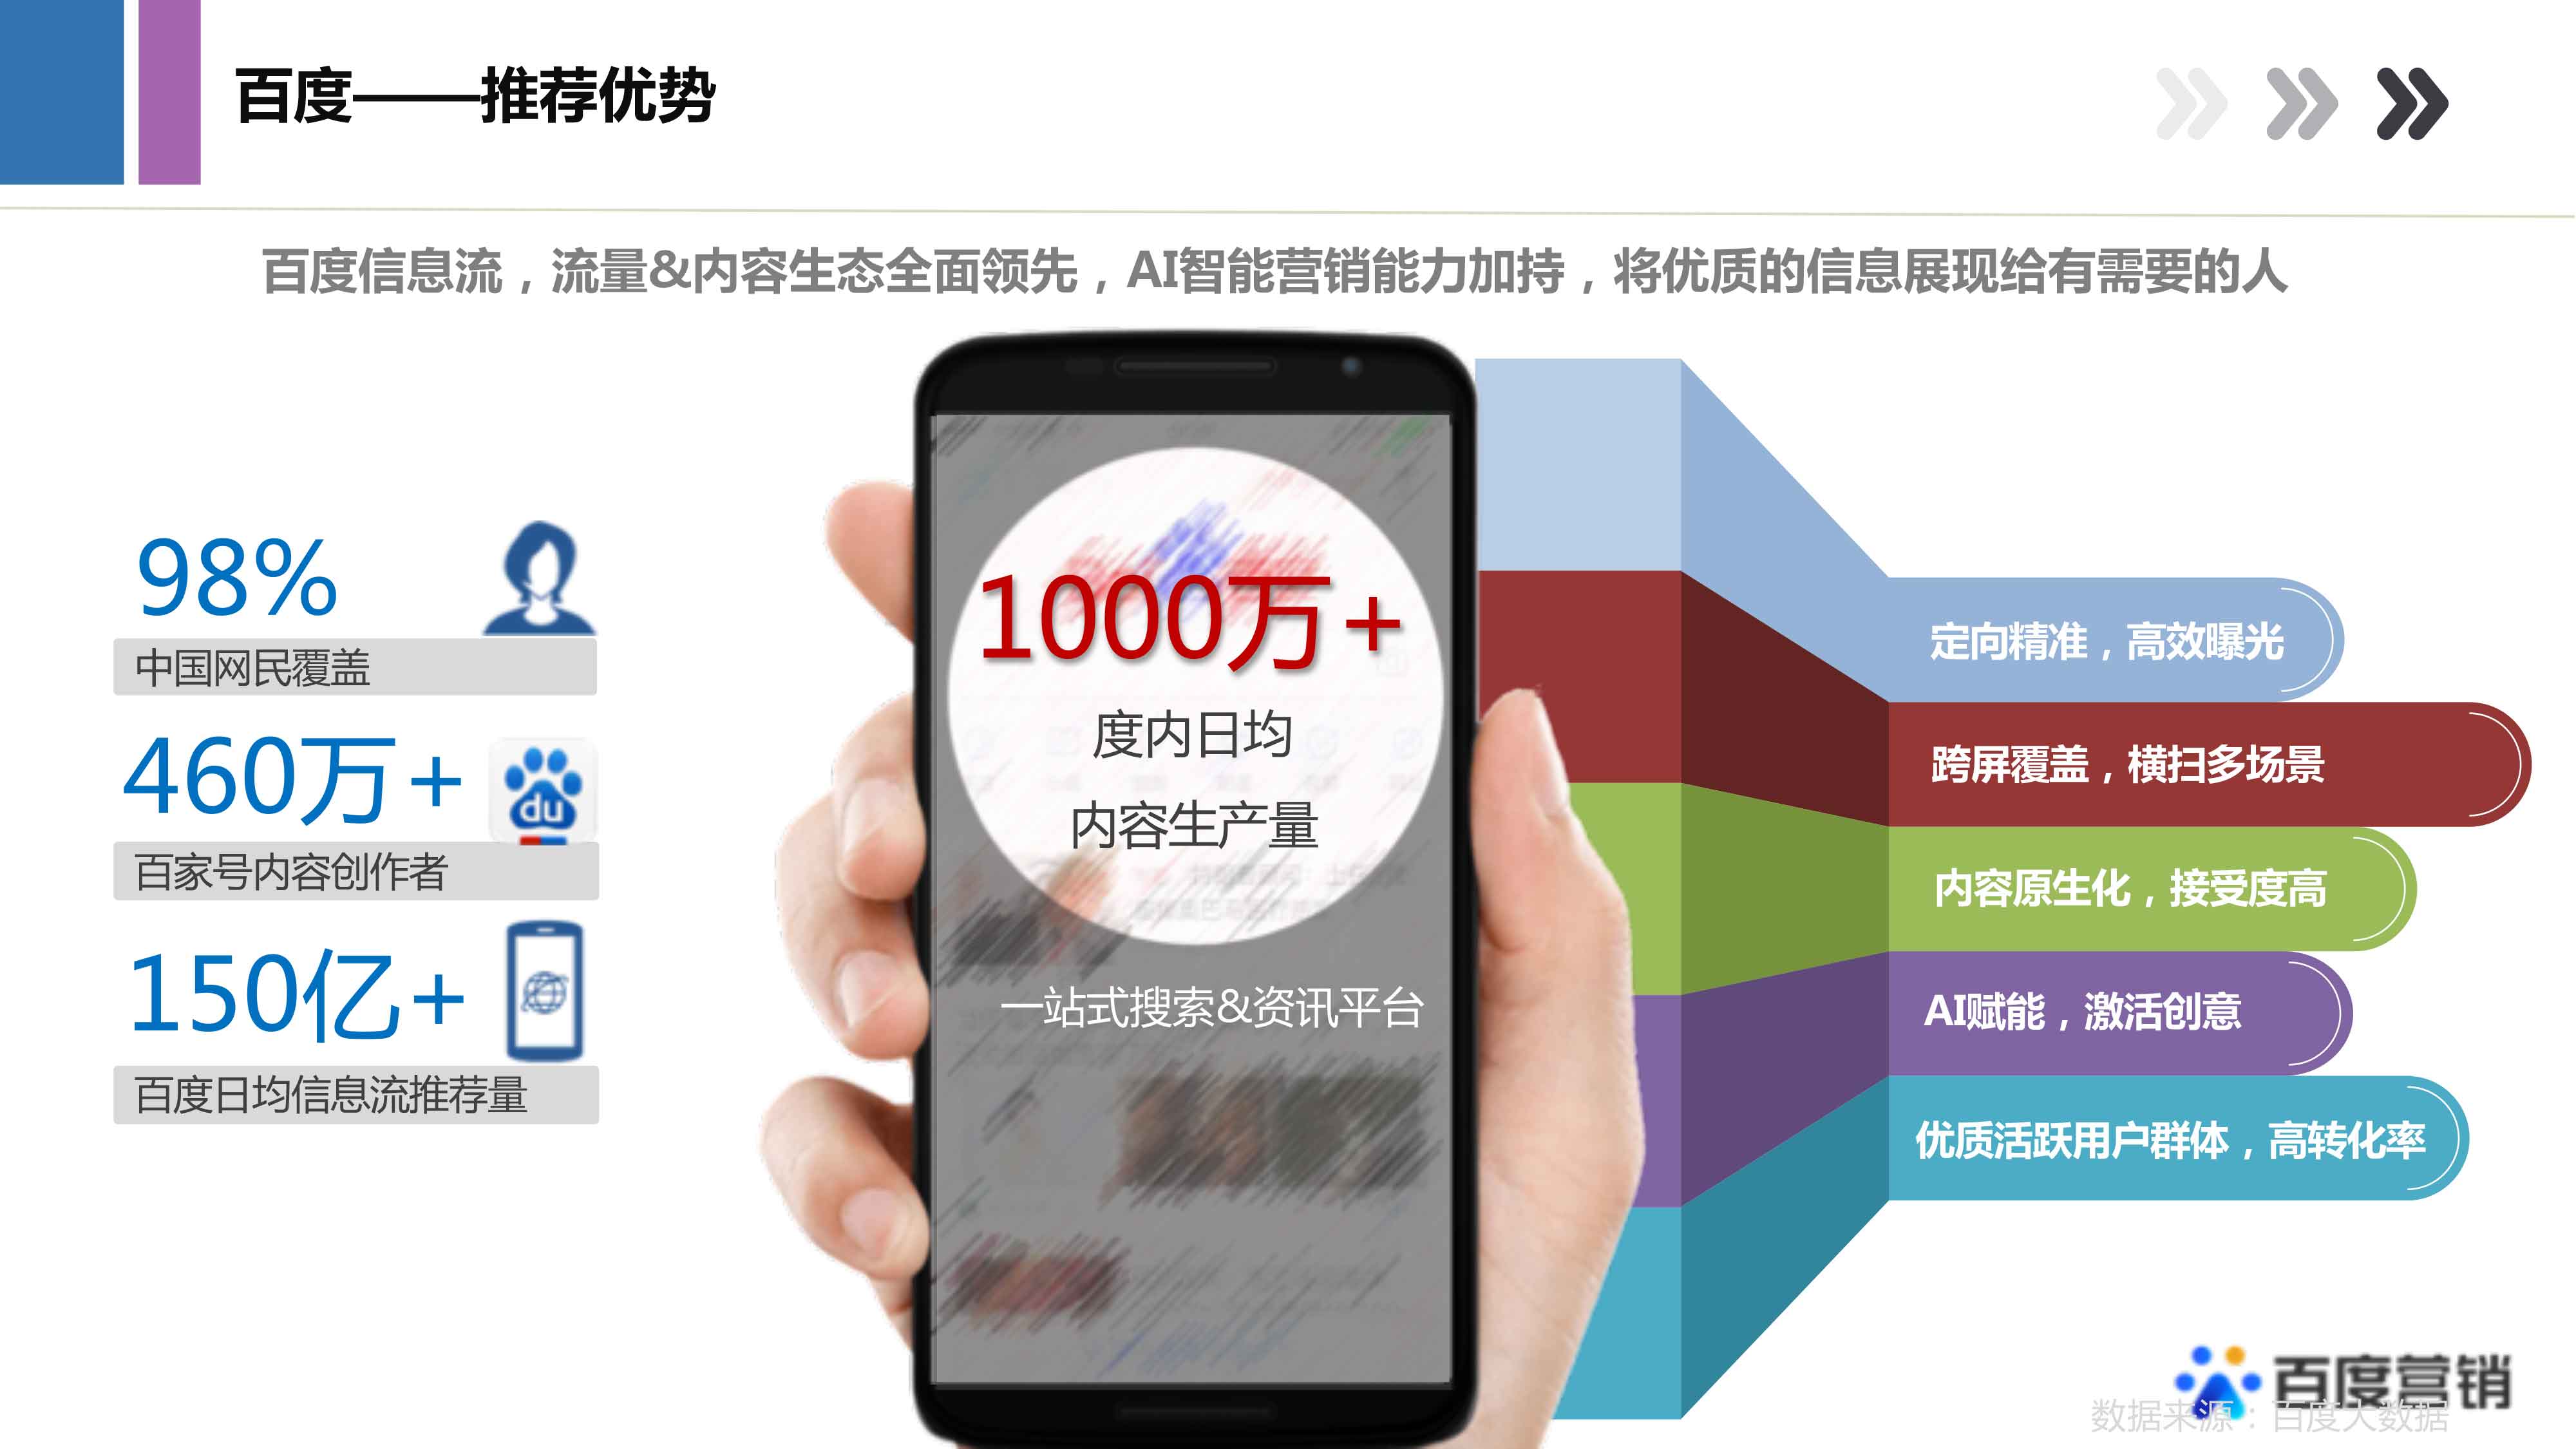 百度——推荐优势
百度信息流，流量&内容生态全面领先，AI智能营销能力加持，将优质的信息展现给有需要的人
98%
中国网民覆盖
460万+
du
百家号内容创作者
150亿+
百度日均信息流推荐量
1000万+
度内日均
内容生产量
一站式搜索&资讯平台
定向精准，高效曝光
跨屏覆盖，横扫多场景
内容原生化，接受度高
AI赋能，激活创意
优质活跃用户群体，高转化率
百度营销
数据来源：百度大数据